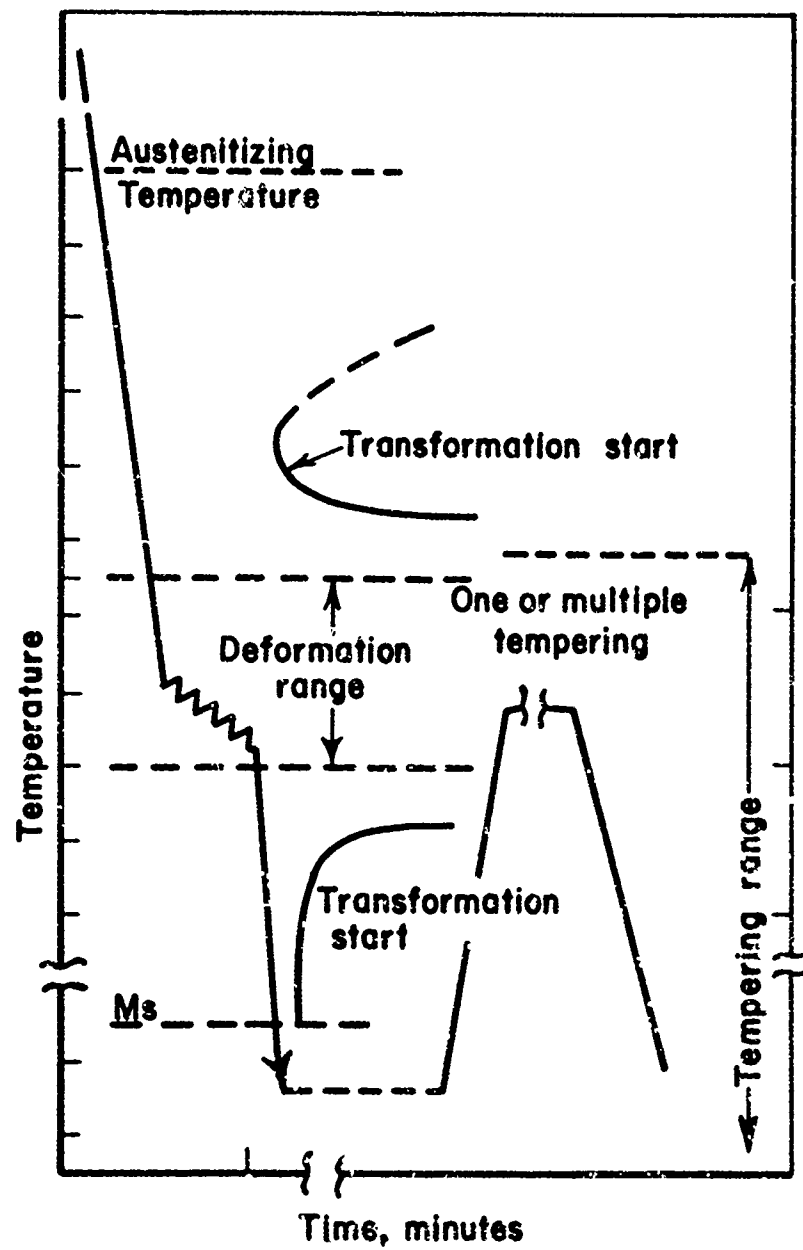 Austenitizing
Temperature
Transformation start
One or multiple
tempering
Deformation
range
Temperature
Transformation
start
Tempering range
Ms
Time, minutes